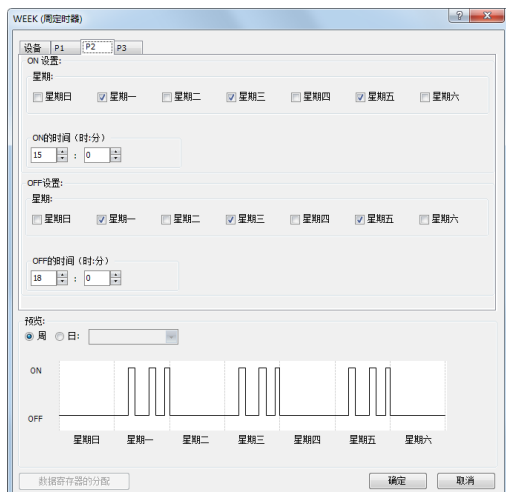 WEEK (周定时器)
设备 P1 P2 P3
ON 设置:
星期:
星期日 星期一 星期二 星期三 星期四 星期五 星期六
ON的时间（时:分）
15 : 0
OFF设置:
星期:
星期日 星期一 星期二 星期三 星期四 星期五 星期六
OFF的时间（时:分）
18 : 0
预览:
周 日:
ON
OFF
星期日 星期一 星期二 星期三 星期四 星期五 星期六
数据寄存器的分配 确定 取消